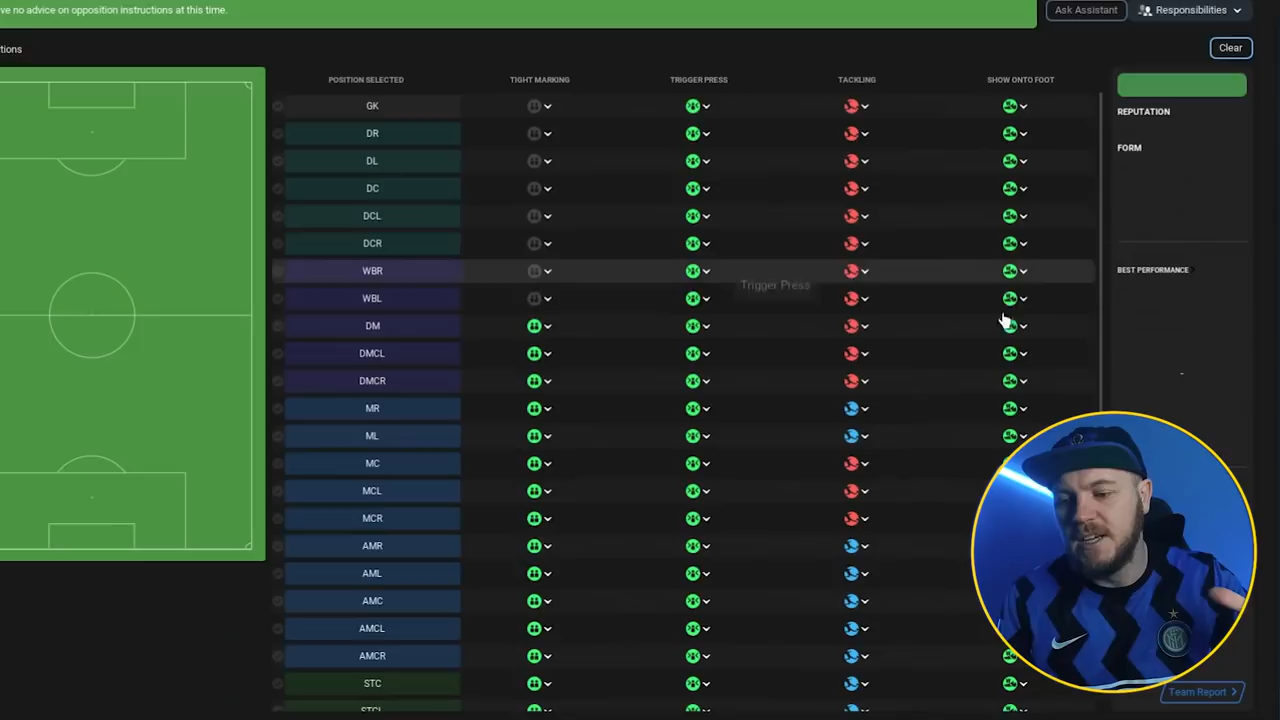 ve no advice on opposition instructions at this time.
Ask Assistant
Responsibilities
tions
Clear
POSITION SELECTED TIGHT MARKING TRIGGER PRESS TACKLING SHOW ONTO FOOT
GK
DR
DL
DC
DCL
DCR
WBR
Trigger Press
WBL
DM
DMCL
DMCR
MR
ML
MC
MCL
MCR
AMR
AML
AMC
AMCL
AMCR
STC
STCL
REPUTATION
FORM
BEST PERFORMANCE
-
Team Report